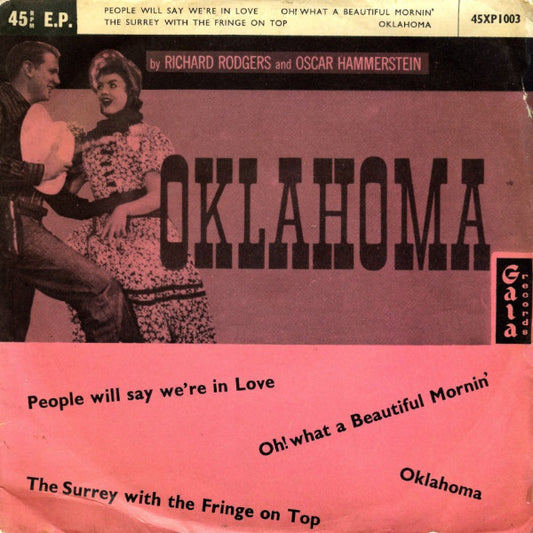 45 R.P.M. E.P.
PEOPLE WILL SAY WE'RE IN LOVE OH! WHAT A BEAUTIFUL MORNIN'
THE SURREY WITH THE FRINGE ON TOP OKLAHOMA
45XP1003
by RICHARD RODGERS and OSCAR HAMMERSTEIN
OKLAHOMA
Gala
records
People will say we're in Love
Oh! what a Beautiful Mornin'
Oklahoma
The Surrey with the Fringe on Top